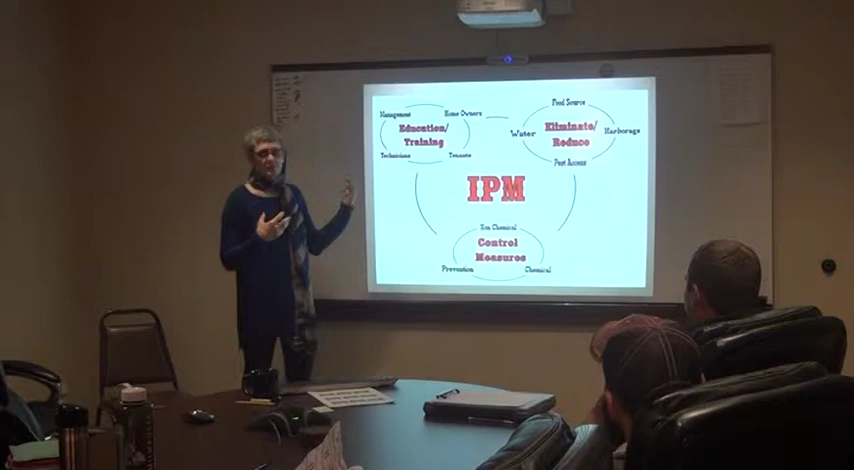 Management
Home Owners
Education/
Training
Technicians
Tenants
Food Source
Water
Eliminate/
Reduce
Harborage
Pest Access
IPM
Non Chemical
Control
Measures
Prevention
Chemical